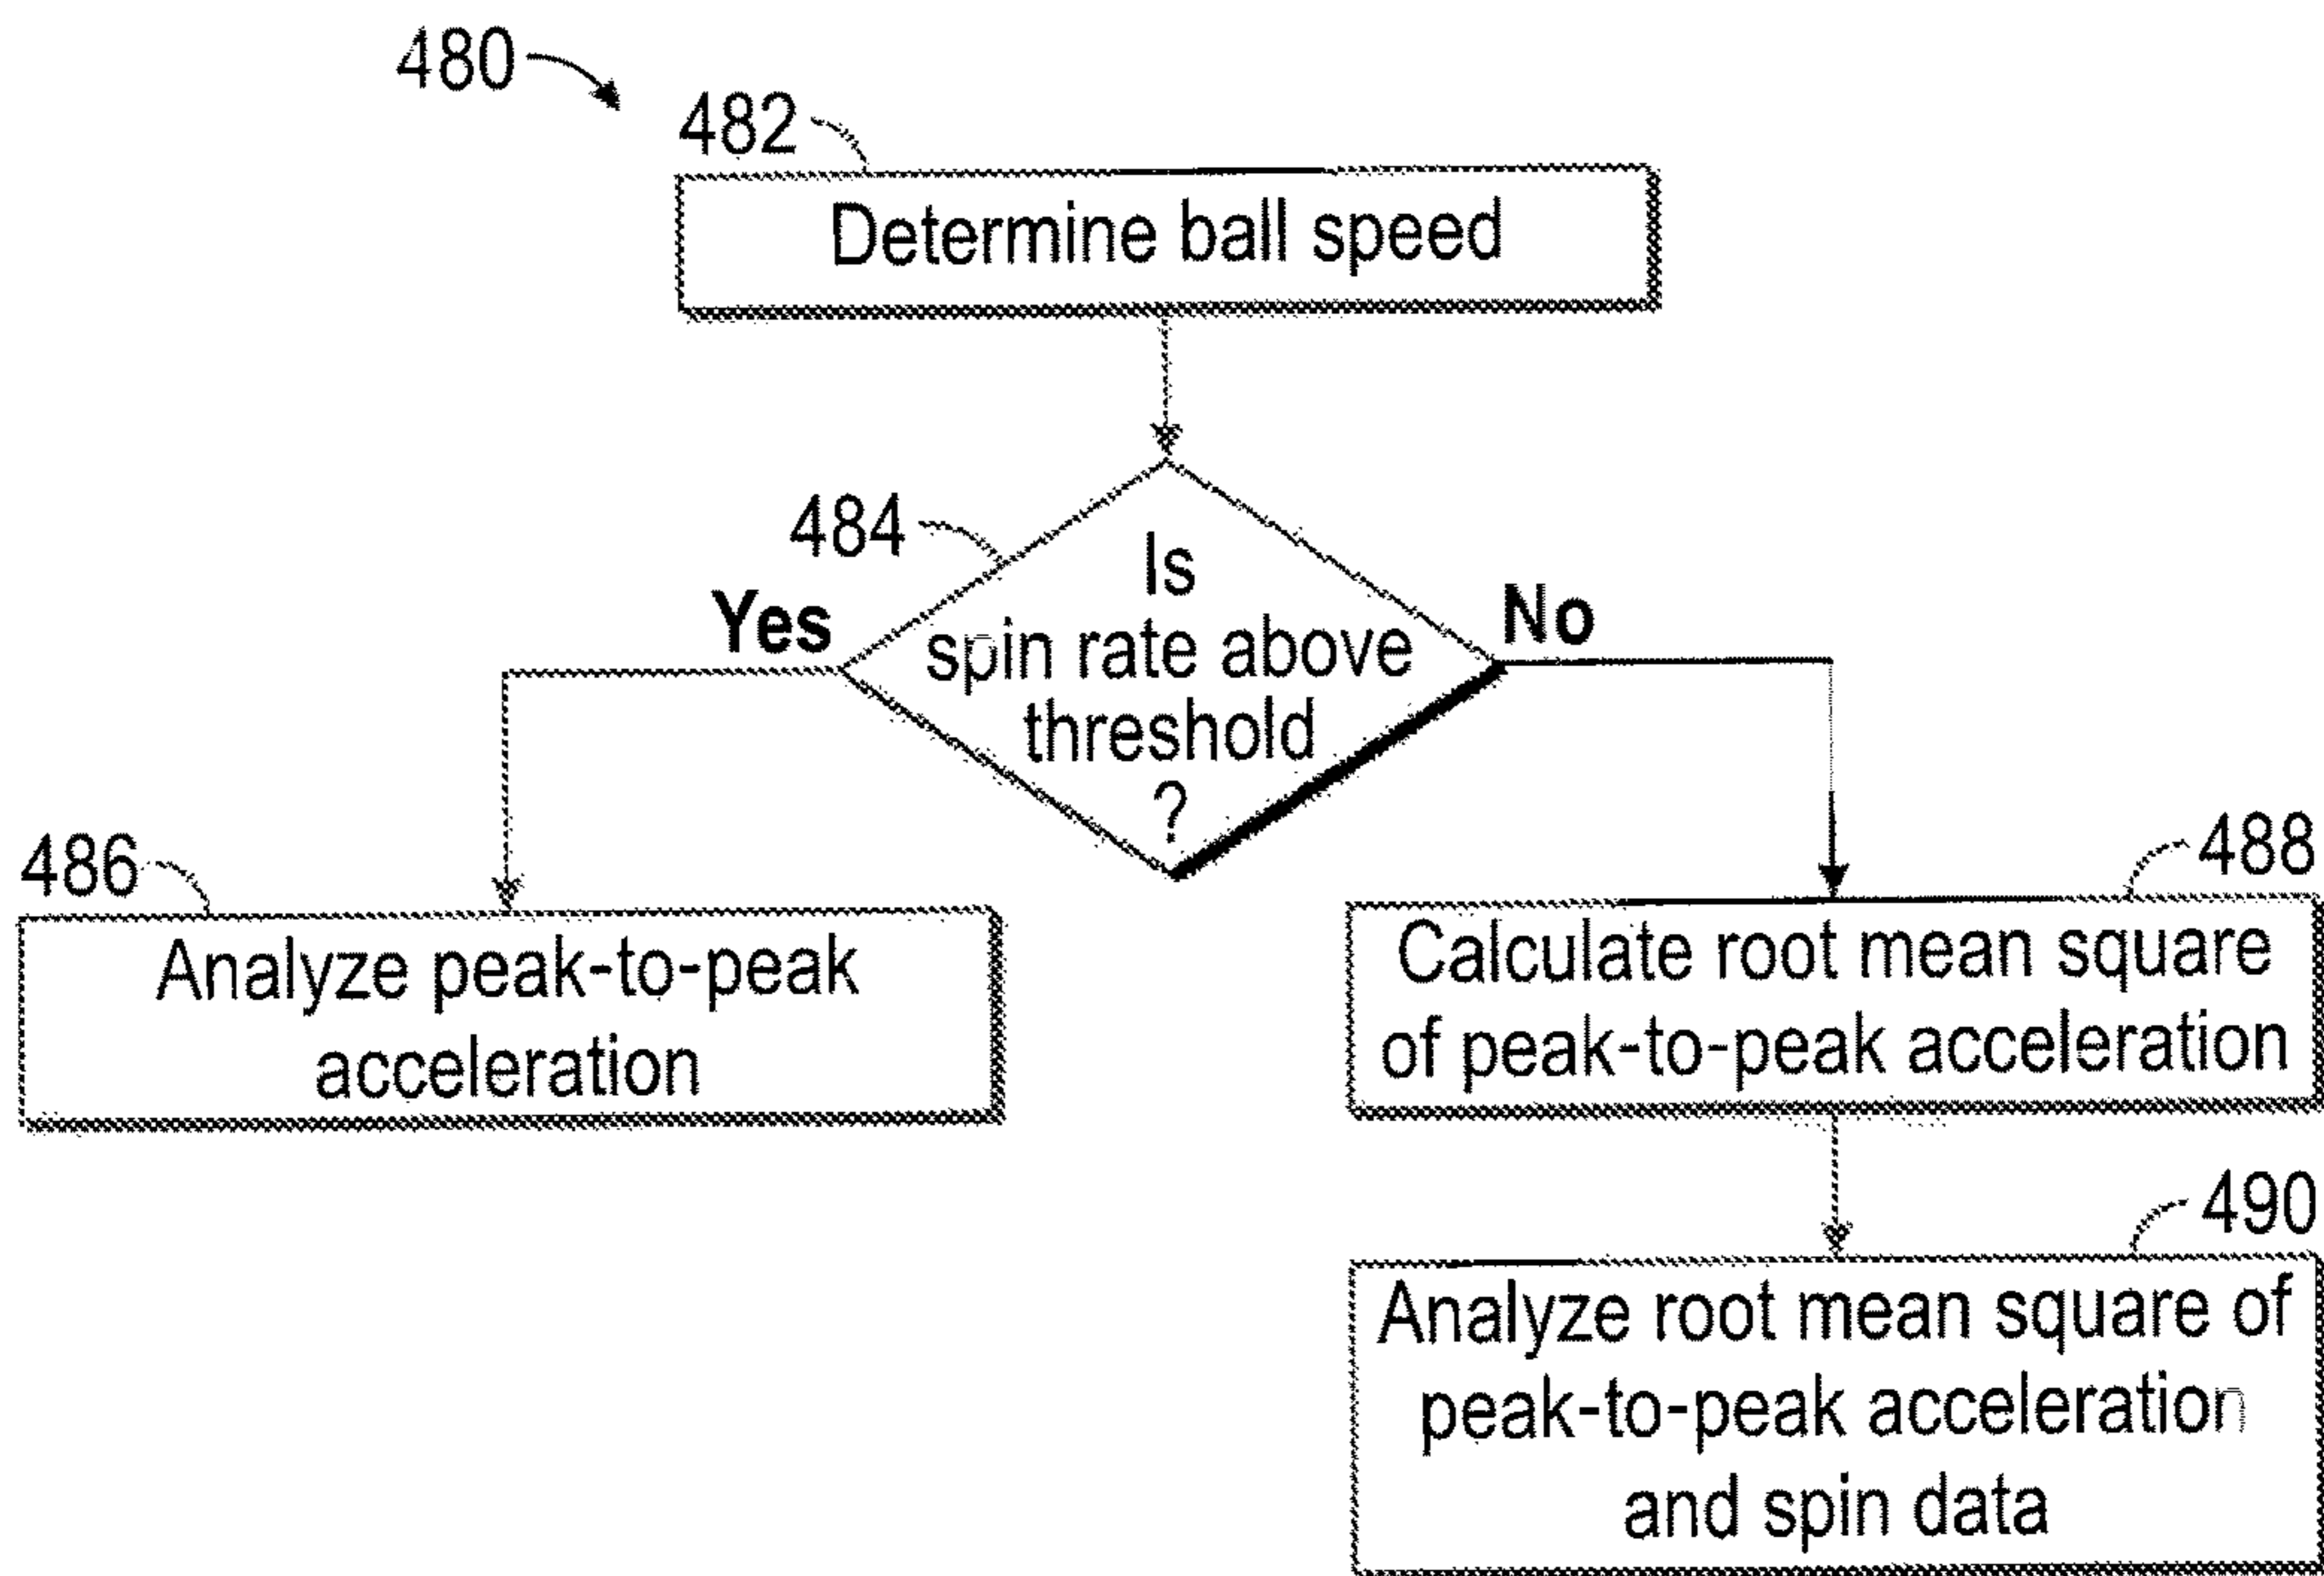 480
482
Determine ball speed
484
Is
spin rate above
threshold
?
Yes
No
486
Analyze peak-to-peak
acceleration
488
Calculate root mean square
of peak-to-peak acceleration
490
Analyze root mean square of
peak-to-peak acceleration
and spin data